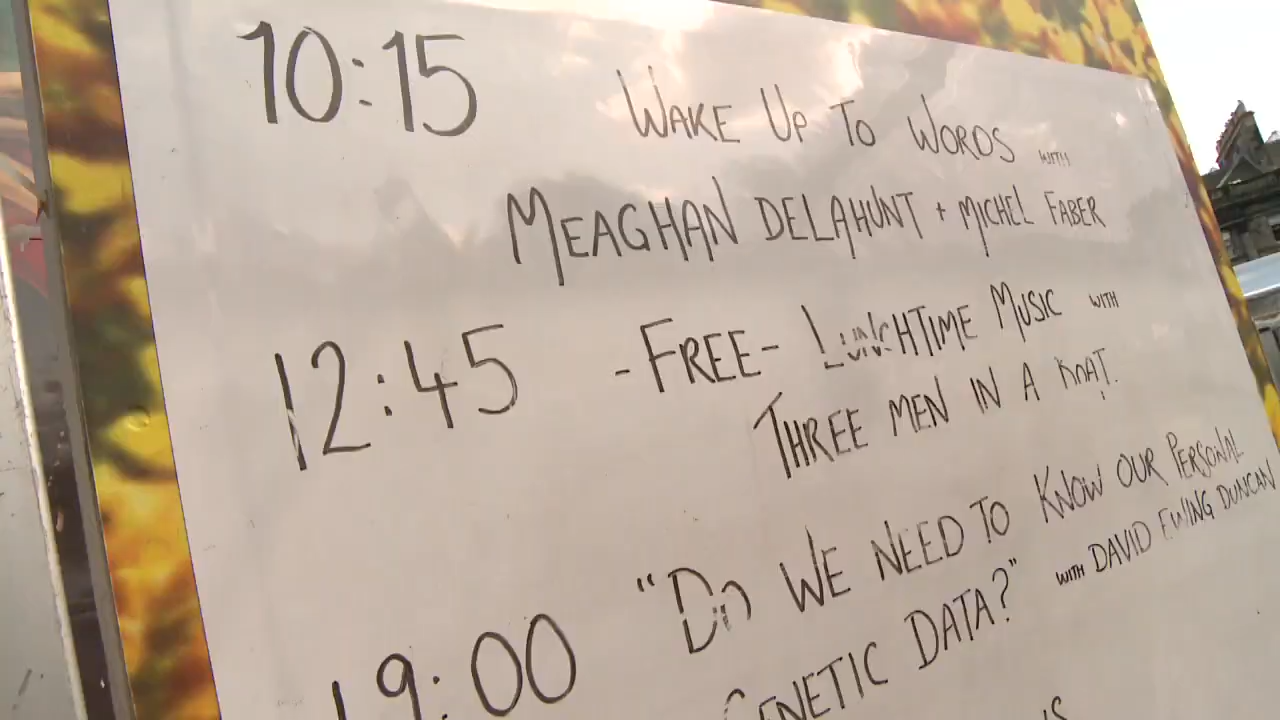 10:15 WAKE UP TO WORDS WITH
MEAGHAN DELAHUNT + MICHEL FABER
12:45 -FREE- LUNCHTIME MUSIC WITH
THREE MEN IN A KNAT.
19:00 "DO WE NEED TO KNOW OUR PERSONAL
GENETIC DATA?" WITH DAVID EWING DUNCAN